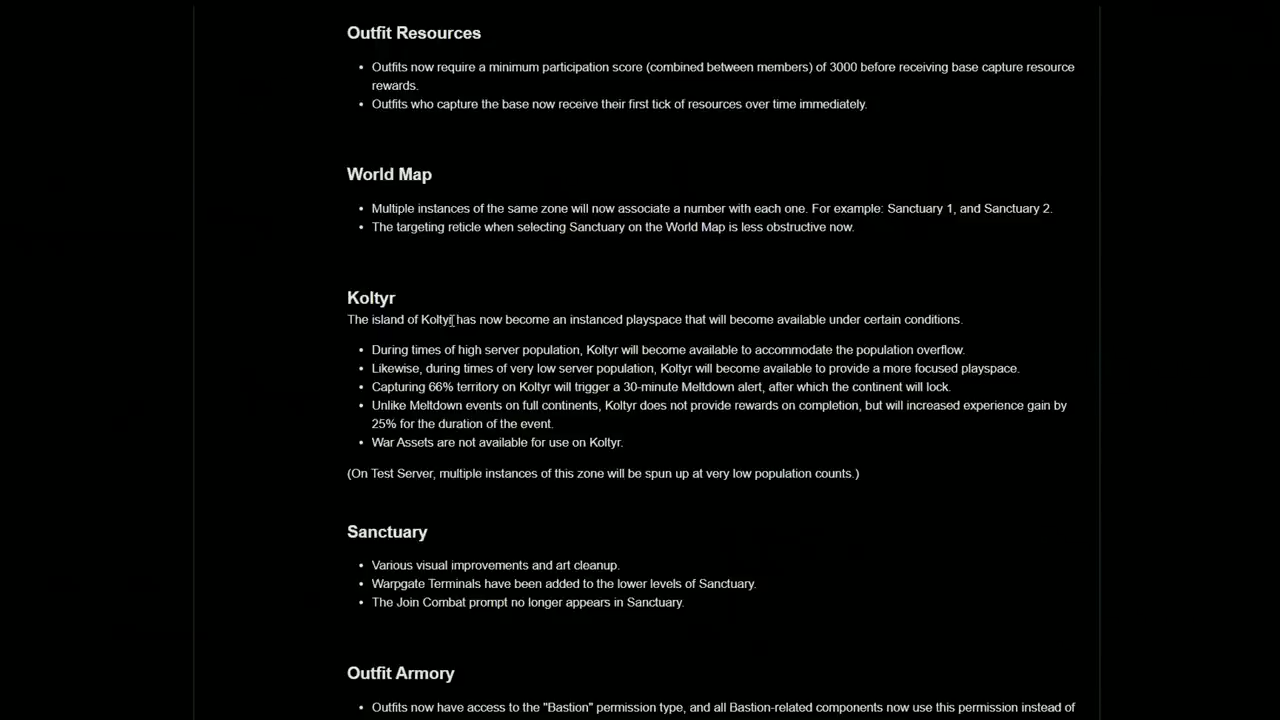 Outfit Resources
• Outfits now require a minimum participation score (combined between members) of 3000 before receiving base capture resource
rewards.
• Outfits who capture the base now receive their first tick of resources over time immediately.
World Map
• Multiple instances of the same zone will now associate a number with each one. For example: Sanctuary 1, and Sanctuary 2.
• The targeting reticle when selecting Sanctuary on the World Map is less obstructive now.
Koltyr
The island of Koltyr has now become an instanced playspace that will become available under certain conditions.
• During times of high server population, Koltyr will become available to accommodate the population overflow.
• Likewise, during times of very low server population, Koltyr will become available to provide a more focused playspace.
• Capturing 66% territory on Koltyr will trigger a 30-minute Meltdown alert, after which the continent will lock.
• Unlike Meltdown events on full continents, Koltyr does not provide rewards on completion, but will increased experience gain by
25% for the duration of the event.
• War Assets are not available for use on Koltyr.
(On Test Server, multiple instances of this zone will be spun up at very low population counts.)
Sanctuary
• Various visual improvements and art cleanup.
• Warpgate Terminals have been added to the lower levels of Sanctuary.
• The Join Combat prompt no longer appears in Sanctuary.
Outfit Armory
• Outfits now have access to the "Bastion" permission type, and all Bastion-related components now use this permission instead of